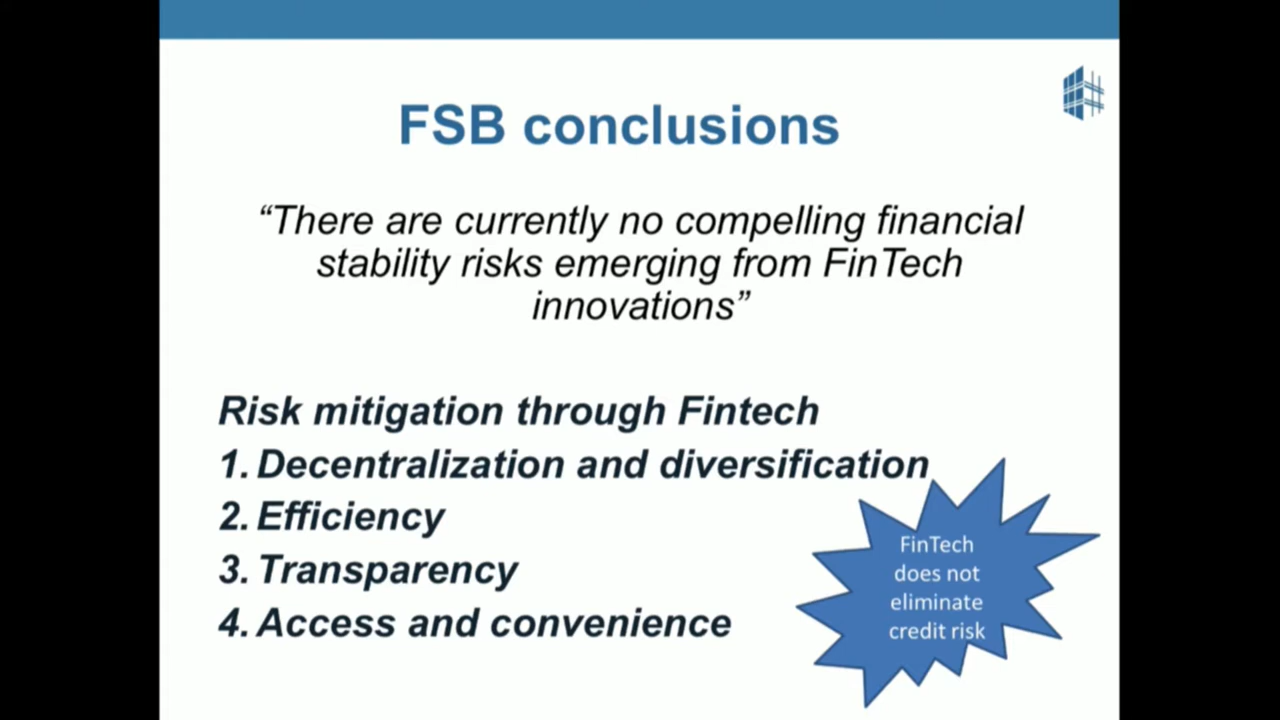 FSB conclusions
“There are currently no compelling financial
stability risks emerging from FinTech
innovations”
Risk mitigation through Fintech
1. Decentralization and diversification
2. Efficiency
3. Transparency
4. Access and convenience
FinTech
does not
eliminate
credit risk